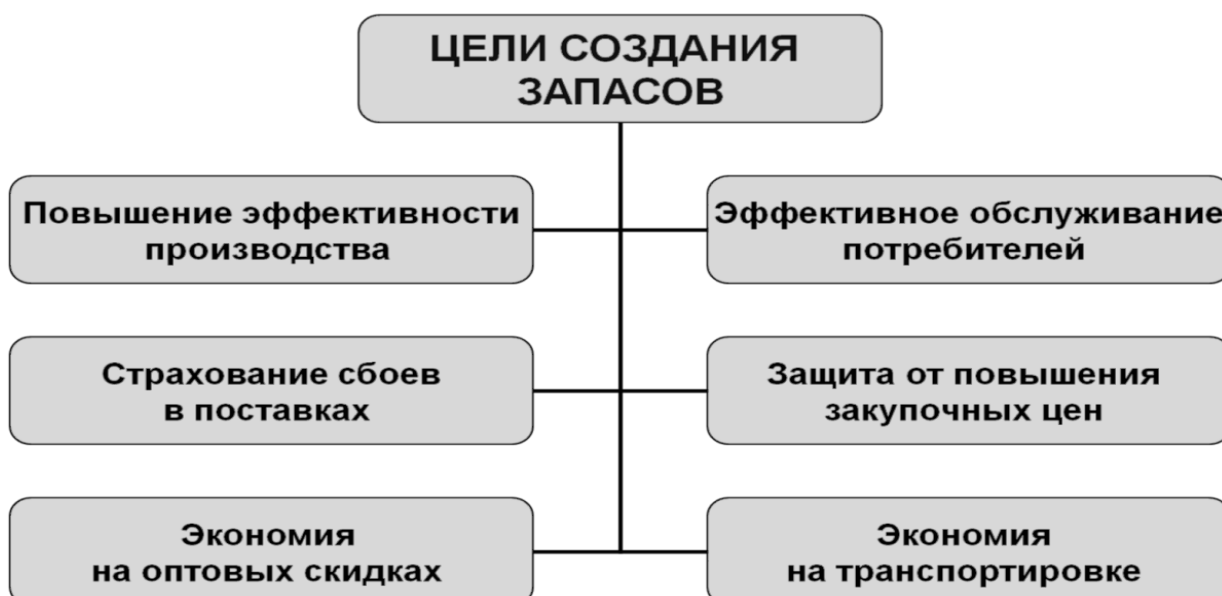 ЦЕЛИ СОЗДАНИЯ
ЗАПАСОВ
Повышение эффективности
производства
Эффективное обслуживание
потребителей
Страхование сбоев
в поставках
Защита от повышения
закупочных цен
Экономия
на оптовых скидках
Экономия
на транспортировке